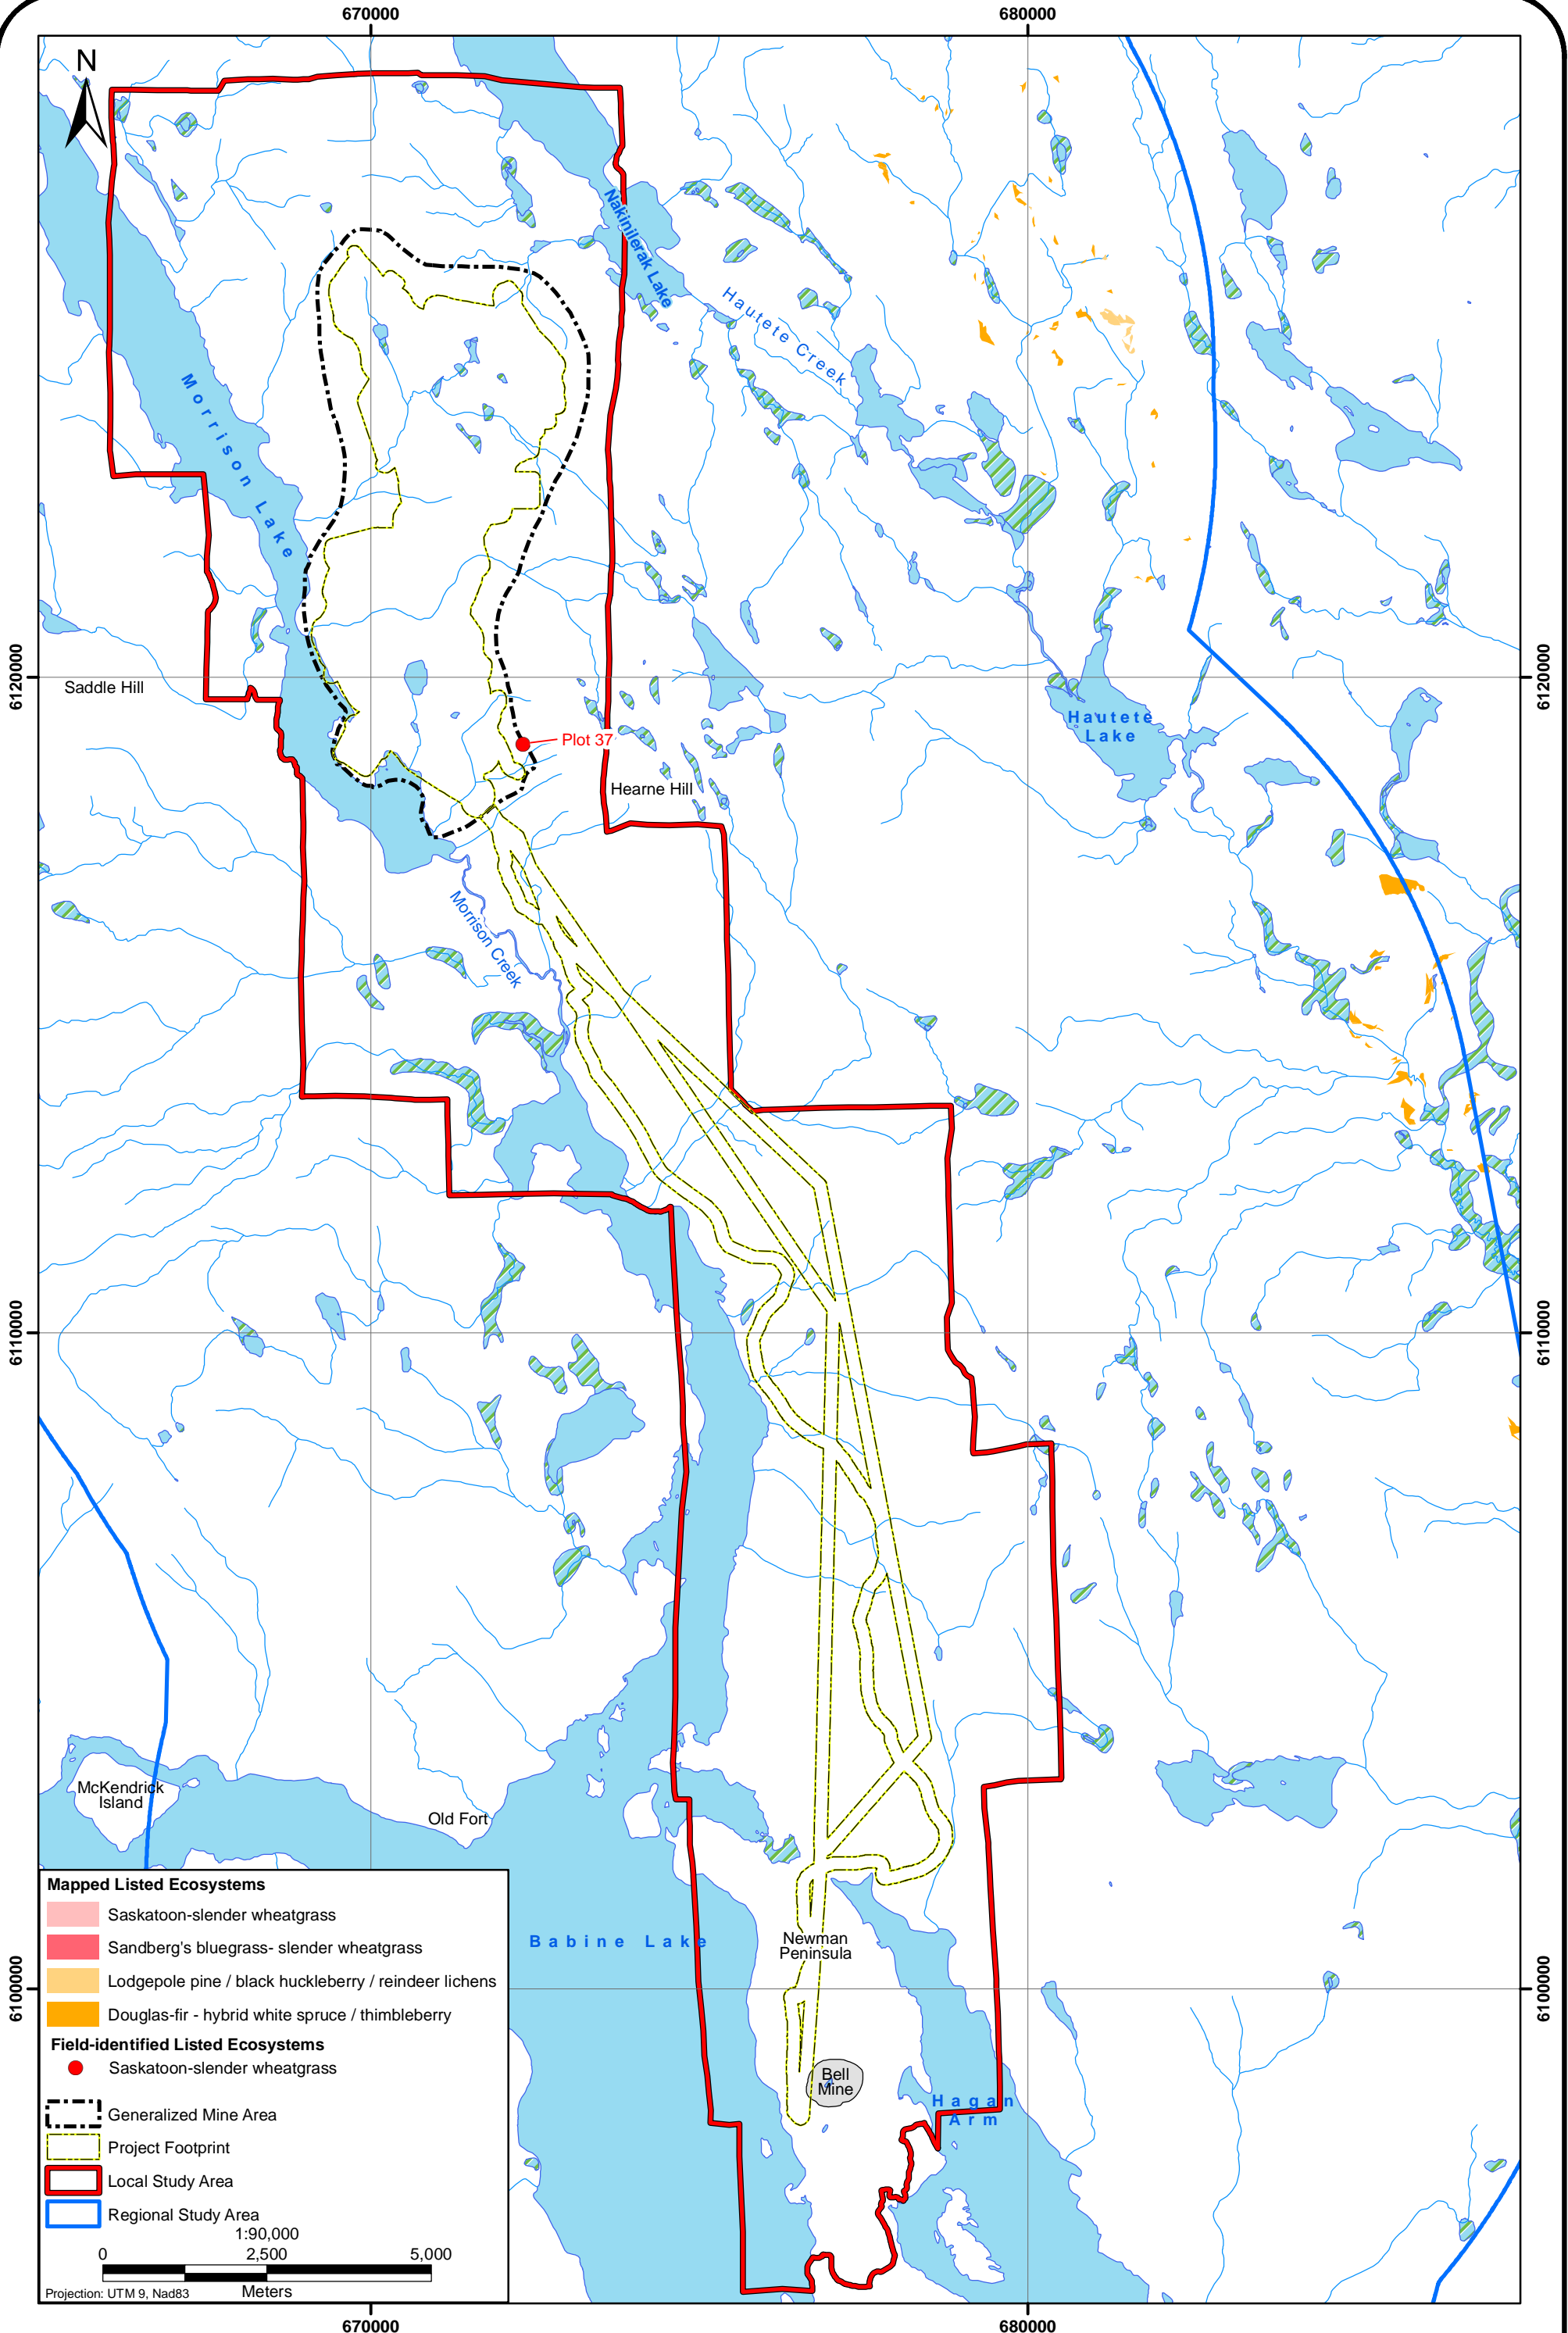 670000
680000
N
Nakinilerak Lake
Hautete Creek
Morrison Lake
6120000
6120000
Saddle Hill
Hautete
Lake
Plot 37
Hearne Hill
Morrison Creek
6110000
6110000
McKendrick
Island
Old Fort
Mapped Listed Ecosystems
Saskatoon-slender wheatgrass
Sandberg's bluegrass- slender wheatgrass
Lodgepole pine / black huckleberry / reindeer lichens
Douglas-fir - hybrid white spruce / thimbleberry
Field-identified Listed Ecosystems
Saskatoon-slender wheatgrass
Generalized Mine Area
Project Footprint
Local Study Area
Regional Study Area
1:90,000
0 2,500 5,000
Projection: UTM 9, Nad83
Meters
Babine Lake
Newman
Peninsula
6100000
6100000
Bell
Mine
Hagan
Arm
670000
680000